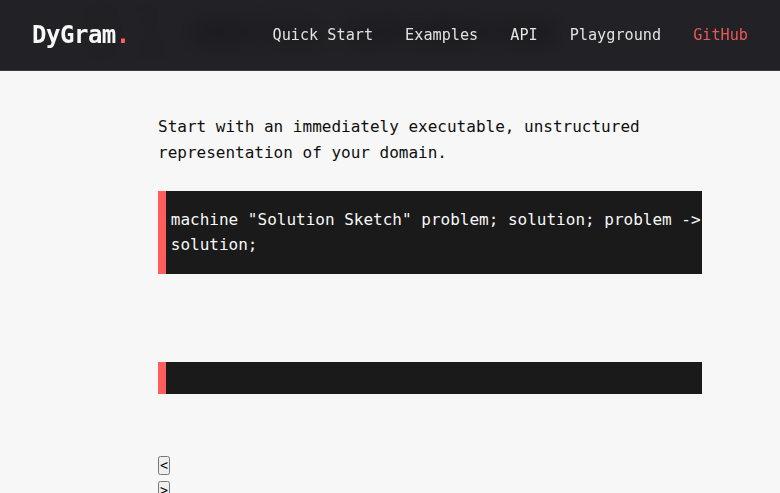 DyGram.
Quick Start Examples API Playground GitHub
Start with an immediately executable, unstructured
representation of your domain.
machine "Solution Sketch" problem; solution; problem ->
solution;
<
>